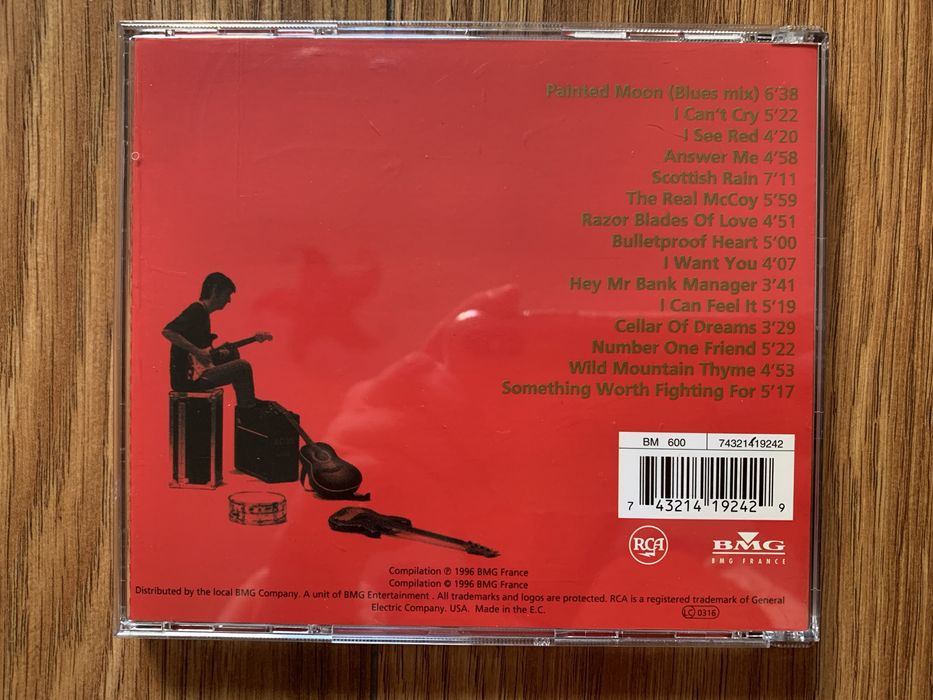 Painted Moon (Blues mix) 6'38
I Can't Cry 5'22
I See Red 4'20
Answer Me 4'58
Scottish Rain 7'11
The Real McCoy 5'59
Razor Blades Of Love 4'51
Bulletproof Heart 5'00
I Want You 4'07
Hey Mr Bank Manager 3'41
I Can Feel It 5'19
Cellar Of Dreams 3'29
Number One Friend 5'22
Wild Mountain Thyme 4'53
Something Worth Fighting For 5'17
BM 600 74321419242
7 43214 19242 9
RCA
BMG
BMG FRANCE
Compilation ℗ 1996 BMG France
Compilation © 1996 BMG France
Distributed by the local BMG Company. A unit of BMG Entertainment . All trademarks and logos are protected. RCA is a registered trademark of General
Electric Company. USA. Made in the E.C.
LC 0316